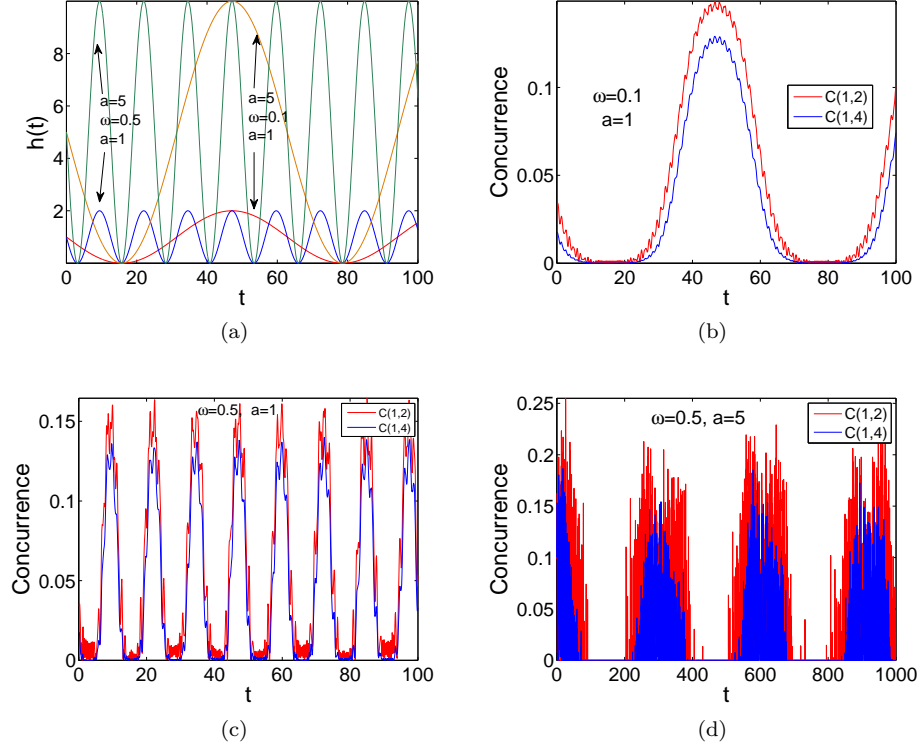 h(t)
8
6
4
2
0 20 40 60 80 100
t
a=5
ω=0.5
a=1
a=5
ω=0.1
a=1
(a)
Concurrence
0.1
0.05
0
0 20 40 60 80 100
t
ω=0.1
a=1
C(1,2)
C(1,4)
(b)
Concurrence
0.15
0.1
0.05
0
0 20 40 60 80 100
t
ω=0.5, a=1
C(1,2)
C(1,4)
(c)
Concurrence
0.25
0.2
0.15
0.1
0.05
0
0 200 400 600 800 1000
t
ω=0.5, a=5
C(1,2)
C(1,4)
(d)